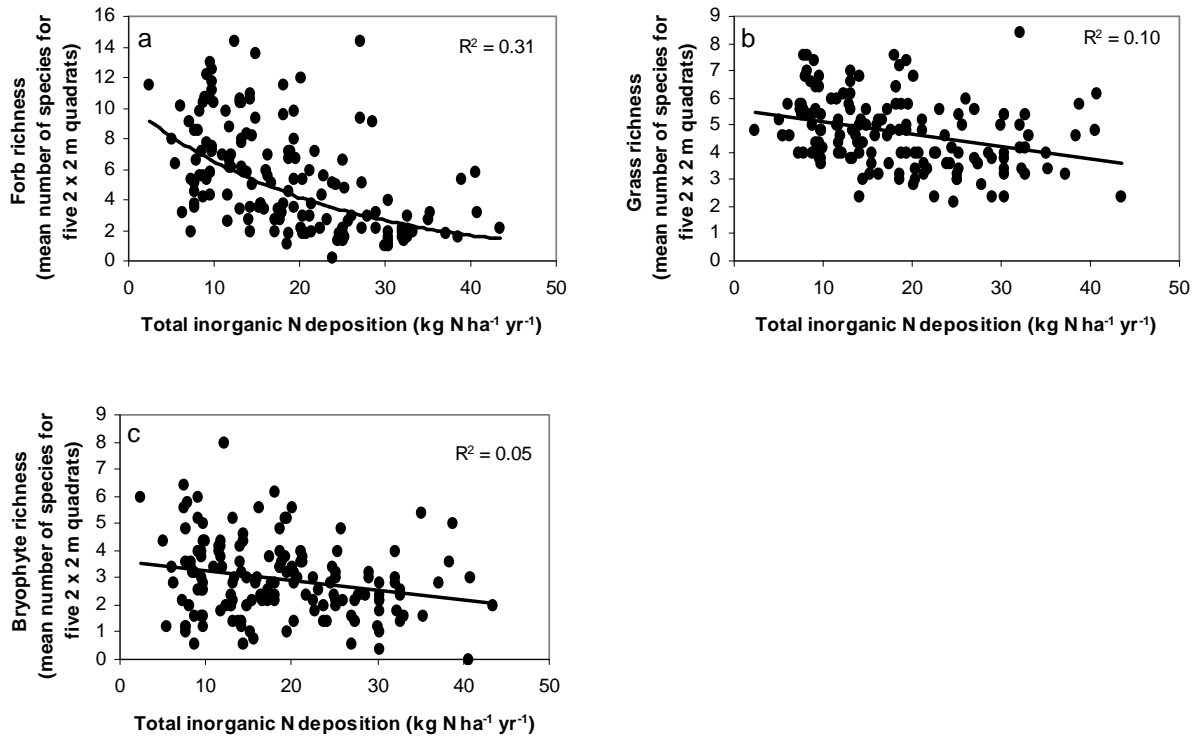 a
R² = 0.31
Forb richness
(mean number of species for
five 2 x 2 m quadrats)
16
14
12
10
8
6
4
2
0
0 10 20 30 40 50
Total inorganic N deposition (kg N ha⁻¹ yr⁻¹)
b
R² = 0.10
Grass richness
(mean number of species for
five 2 x 2 m quadrats)
9
8
7
6
5
4
3
2
1
0
0 10 20 30 40 50
Total inorganic N deposition (kg N ha⁻¹ yr⁻¹)
c
R² = 0.05
Bryophyte richness
(mean number of species for
five 2 x 2 m quadrats)
9
8
7
6
5
4
3
2
1
0
0 10 20 30 40 50
Total inorganic N deposition (kg N ha⁻¹ yr⁻¹)